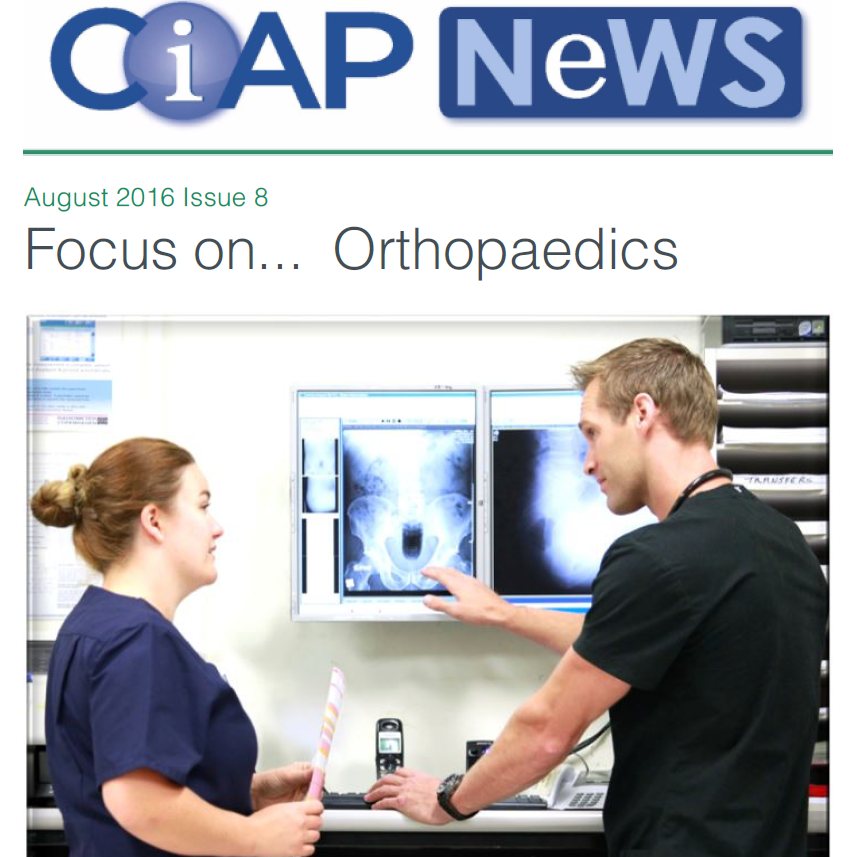 CiAP NeWS
August 2016 Issue 8
Focus on... Orthopaedics
TRANSFERS